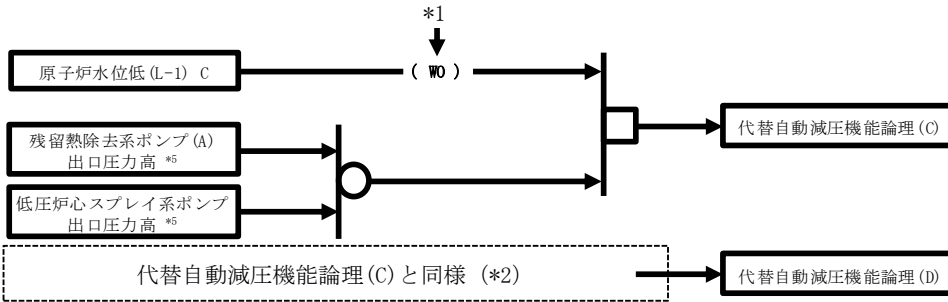 *1
原子炉水位低(L-1) C
( WO )
代替自動減圧機能論理(C)
残留熱除去系ポンプ(A)
出口圧力高 *5
低圧炉心スプレイ系ポンプ
出口圧力高 *5
代替自動減圧機能論理(C)と同様 (*2)
代替自動減圧機能論理(D)